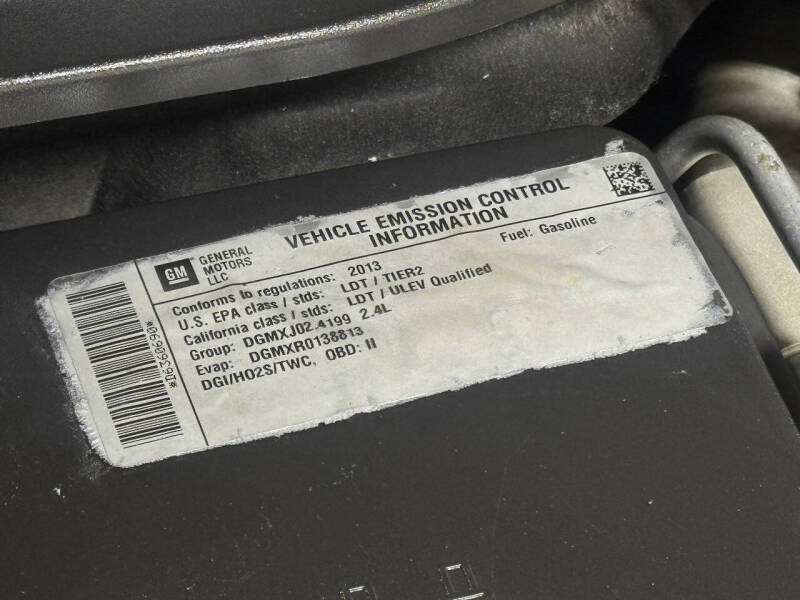 GM
GENERAL
MOTORS
LLC
VEHICLE EMISSION CONTROL
INFORMATION
Conforms to regulations: 2013
Fuel: Gasoline
U.S. EPA class / stds: LDT / TIER2
California class / stds: LDT / ULEV Qualified
Group: DGMXJ02.4199 2.4L
Evap: DGMXR0138813
DGI/HO2S/TWC, OBD: II
*D6360690*